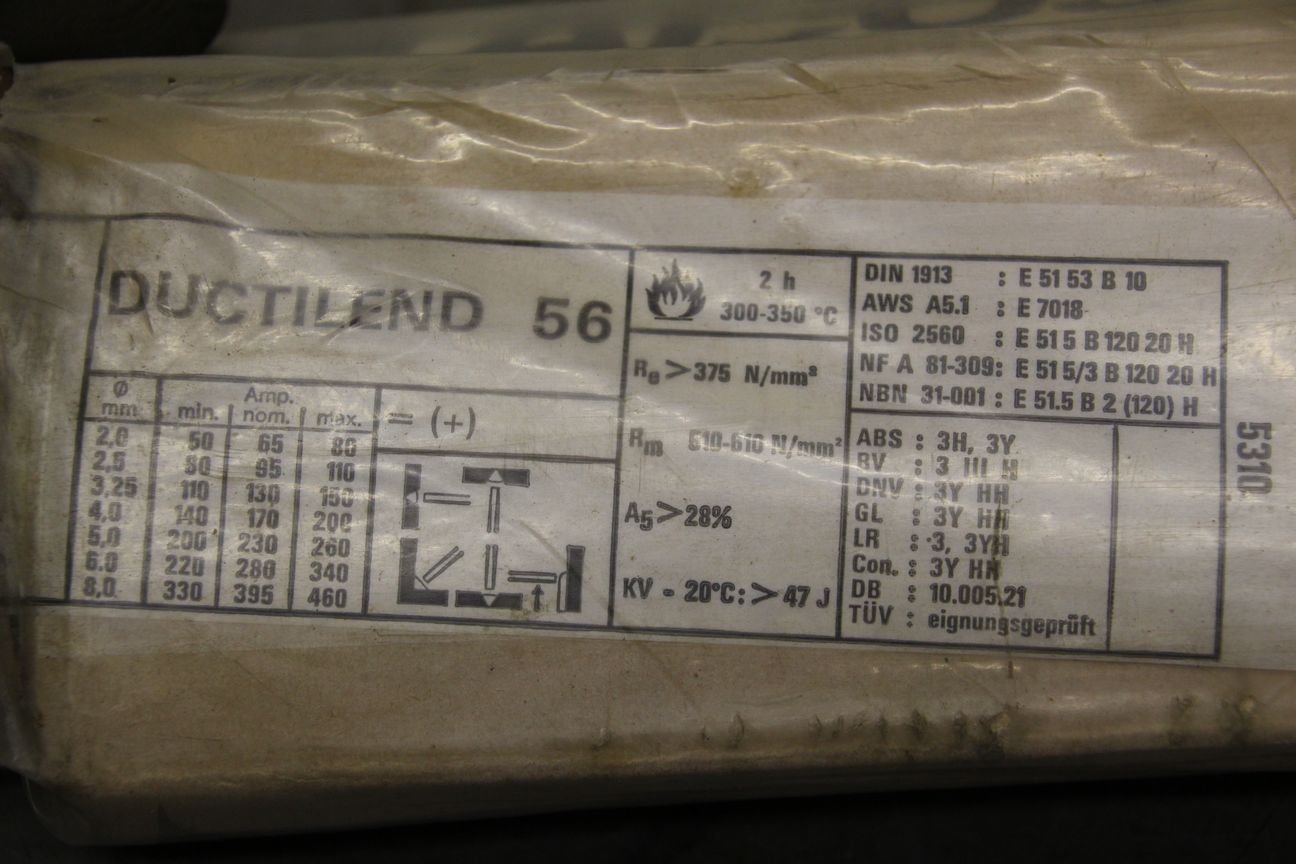 DUCTILEND 56
Ø mm. Amp. min. nom. max.
2,0 50 65 80
2,5 80 95 110
3,25 110 130 150
4,0 140 170 200
5,0 200 230 260
6.0 220 280 340
8,0 330 395 460
= (+)
2 h
300-350 °C
Re > 375 N/mm²
Rm 510-610 N/mm²
A5 > 28%
KV - 20°C: > 47 J
DIN 1913 : E 51 53 B 10
AWS A5.1 : E 7018
ISO 2560 : E 51 5 B 120 20 H
NF A 81-309: E 51 5/3 B 120 20 H
NBN 31-001 : E 51.5 B 2 (120) H
ABS : 3H, 3Y
BV : 3 III H
DNV : 3Y HH
GL : 3Y HH
LR : 3, 3YH
Con. : 3Y HH
DB : 10.005.21
TÜV : eignungsgeprüft
5310